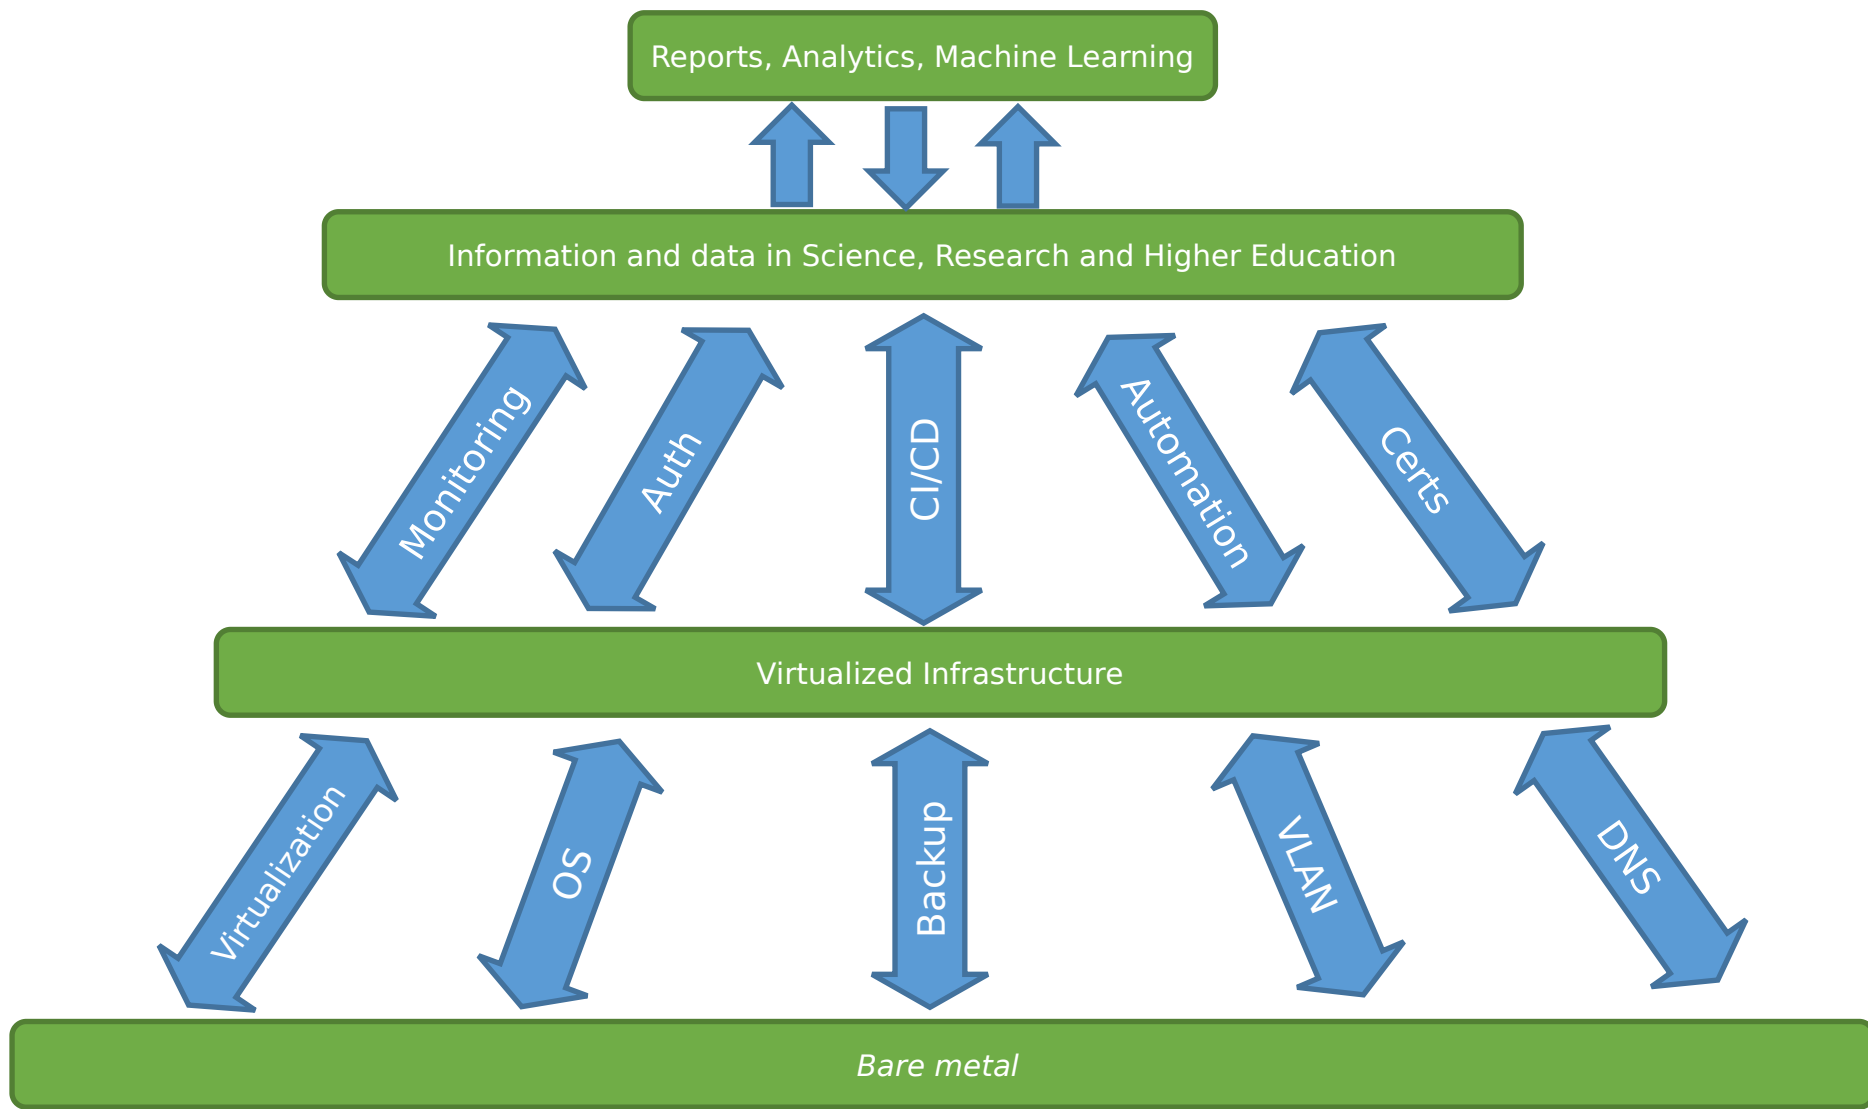 Reports, Analytics, Machine Learning
Information and data in Science, Research and Higher Education
Monitoring
Auth
CI/CD
Automation
Certs
Virtualized Infrastructure
Virtualization
OS
Backup
VLAN
DNS
Bare metal